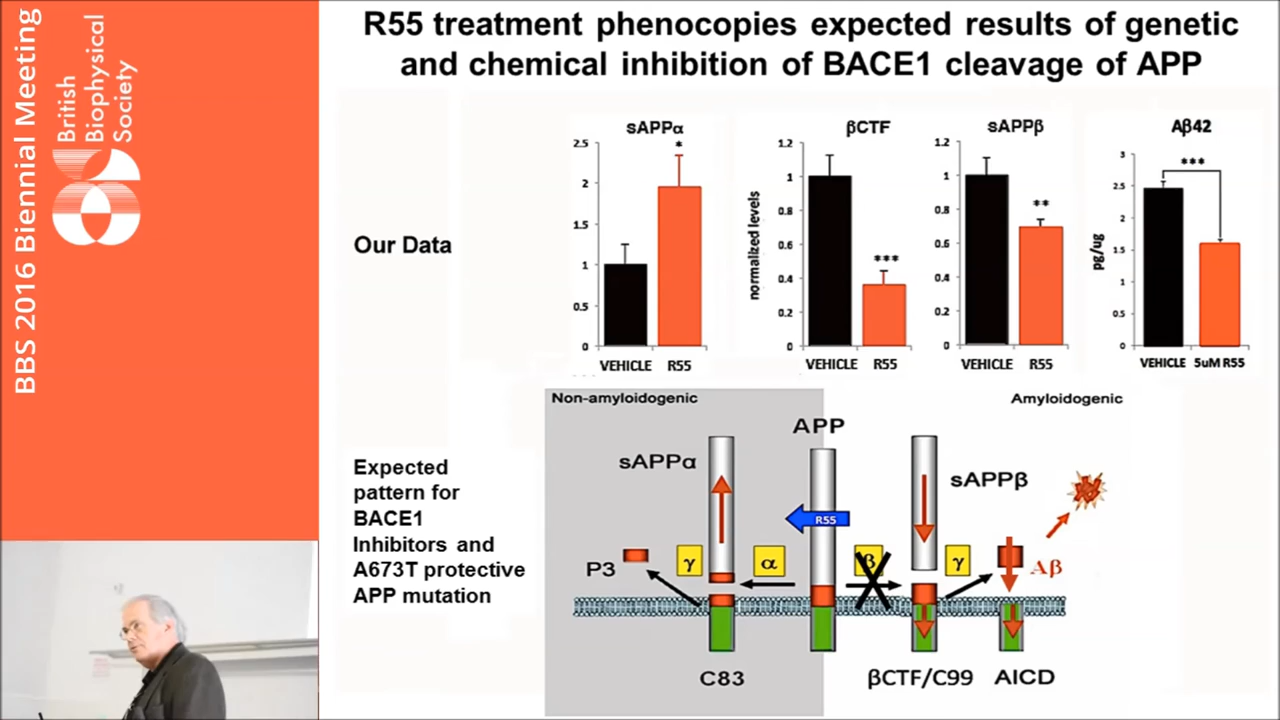 BBS 2016 Biennial Meeting
British
Biophysical
Society
R55 treatment phenocopies expected results of genetic
and chemical inhibition of BACE1 cleavage of APP
Our Data
sAPPα
*
2.5
2
1.5
1
0.5
0
VEHICLE R55
βCTF
normalized levels
1.2
1
0.8
0.6
0.4
0.2
0
***
VEHICLE R55
sAPPβ
1.2
1
0.8
0.6
0.4
0.2
0
**
VEHICLE R55
Aβ42
pg/ug
3
2.5
2
1.5
1
0.5
0
***
VEHICLE 5uM R55
Expected
pattern for
BACE1
Inhibitors and
A673T protective
APP mutation
Non-amyloidogenic
Amyloidogenic
APP
sAPPα
sAPPβ
R55
P3
γ
α
β
γ
Aβ
C83
βCTF/C99
AICD